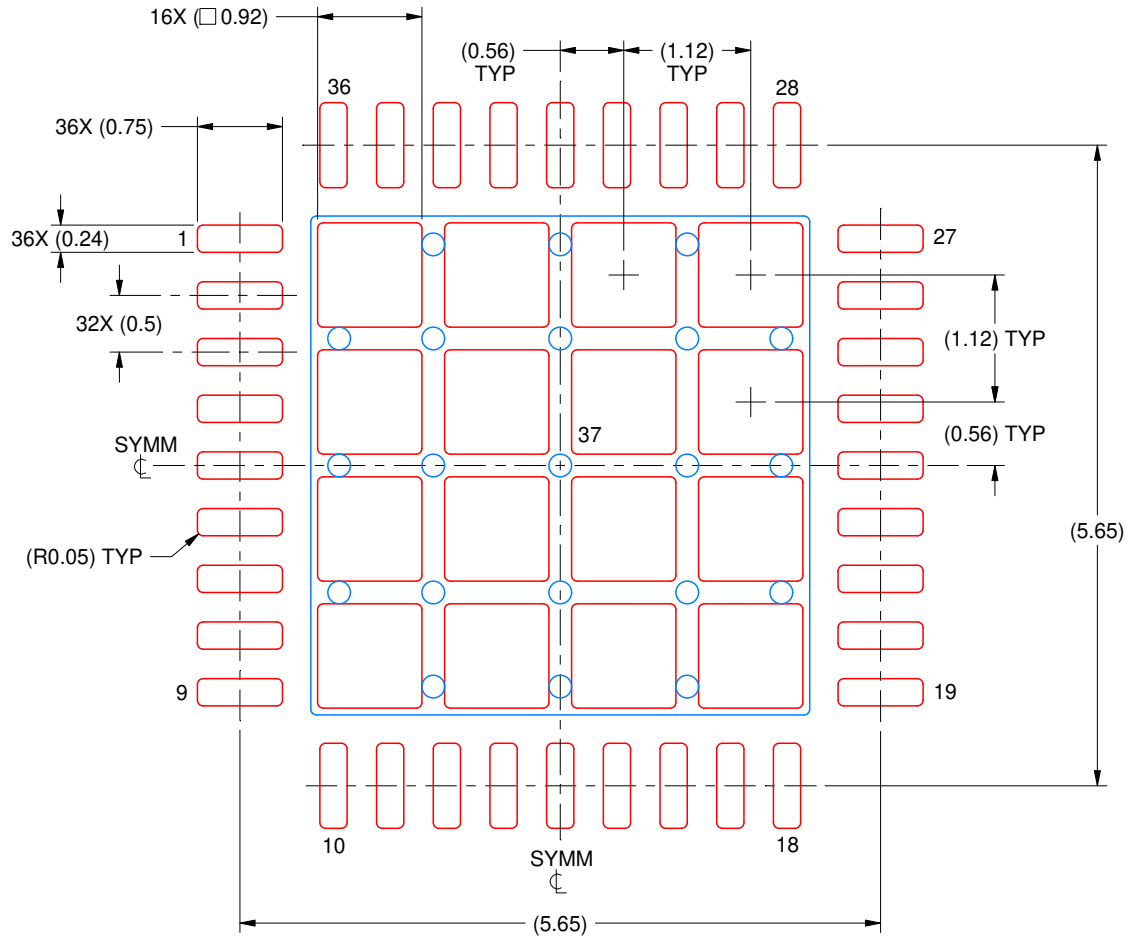 16X (□ 0.92)
(0.56)
TYP
(1.12)
TYP
36
28
36X (0.75)
36X (0.24)
1
27
32X (0.5)
(1.12) TYP
37
(0.56) TYP
SYMM
℄
(5.65)
(R0.05) TYP
9
19
10
18
SYMM
℄
(5.65)